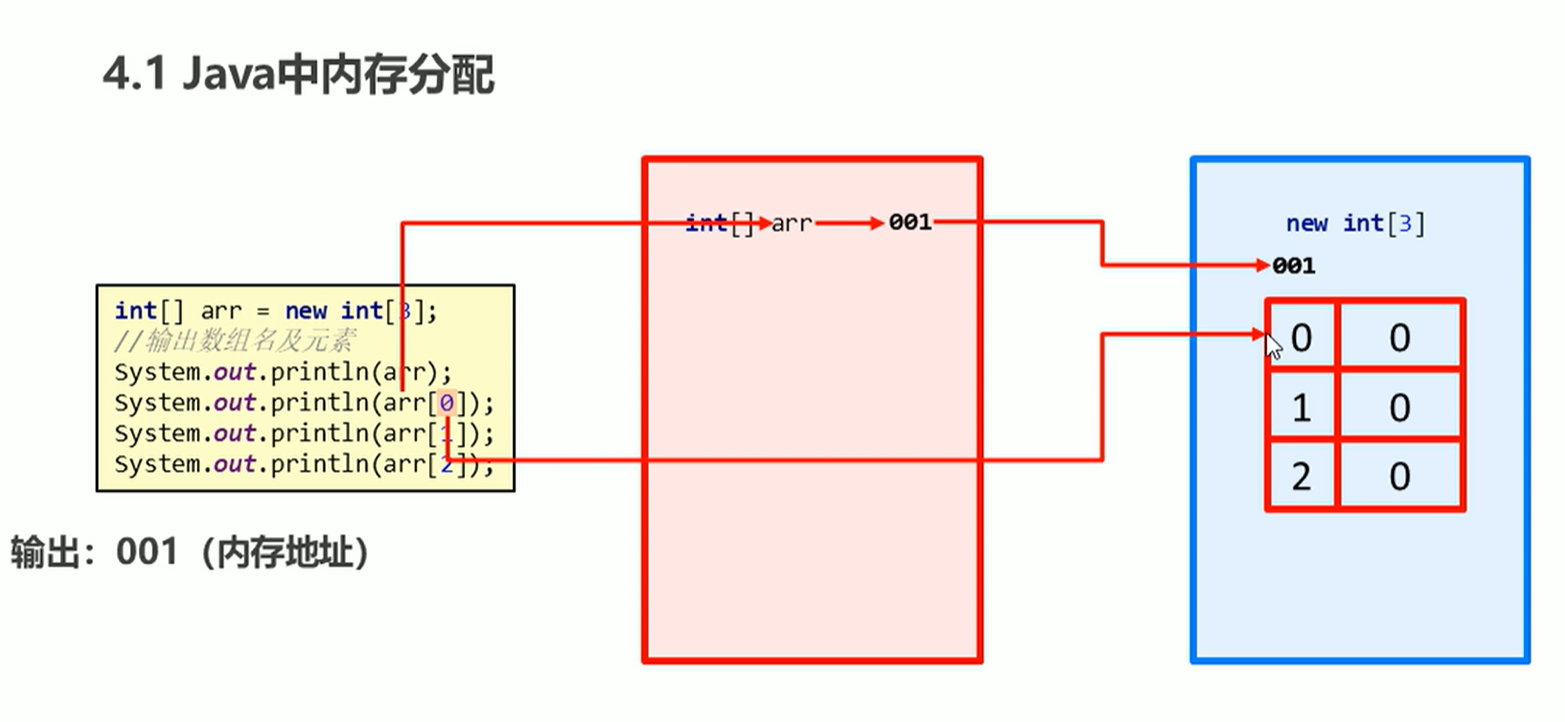 4.1 Java中内存分配
int[] arr = new int[3];
//输出数组名及元素
System.out.println(arr);
System.out.println(arr[0]);
System.out.println(arr[1]);
System.out.println(arr[2]);
输出：001（内存地址）
int[] arr 001
new int[3]
001
0 0
1 0
2 0